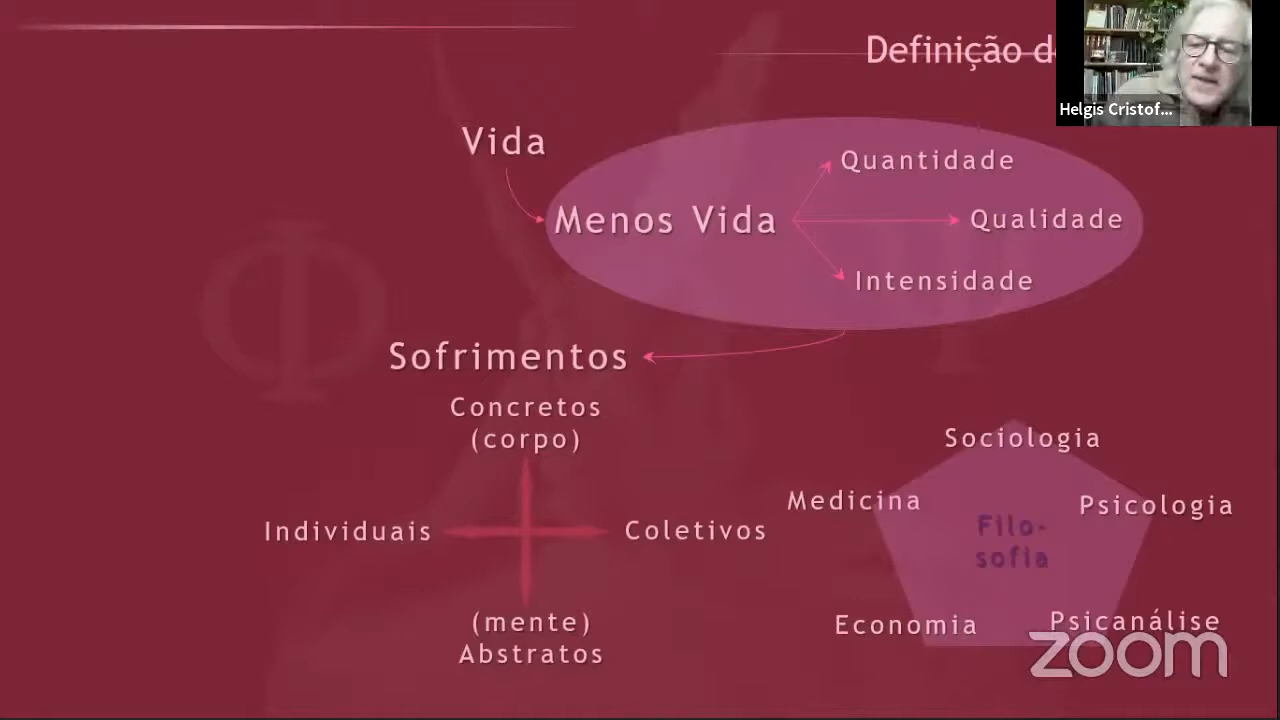 Definição d
Helgis Cristof...
Vida
Quantidade
Menos Vida
Qualidade
Intensidade
Sofrimentos
Concretos
(corpo)
Individuais
Coletivos
(mente)
Abstratos
Sociologia
Medicina
Psicologia
Filo-
sofia
Economia
Psicanálise
zoom
Φ